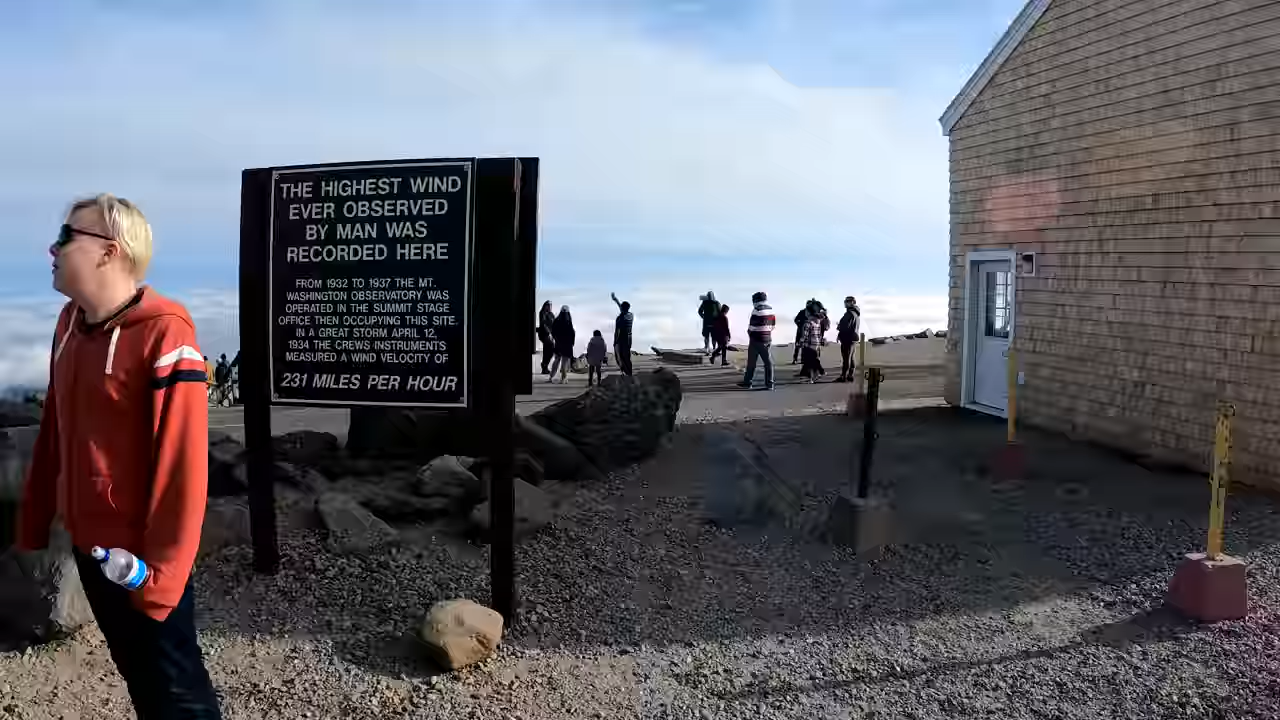 THE HIGHEST WIND
EVER OBSERVED
BY MAN WAS
RECORDED HERE
FROM 1932 TO 1937 THE MT.
WASHINGTON OBSERVATORY WAS
OPERATED IN THE SUMMIT STAGE
OFFICE THEN OCCUPYING THIS SITE.
IN A GREAT STORM APRIL 12,
1934 THE CREWS INSTRUMENTS
MEASURED A WIND VELOCITY OF
231 MILES PER HOUR